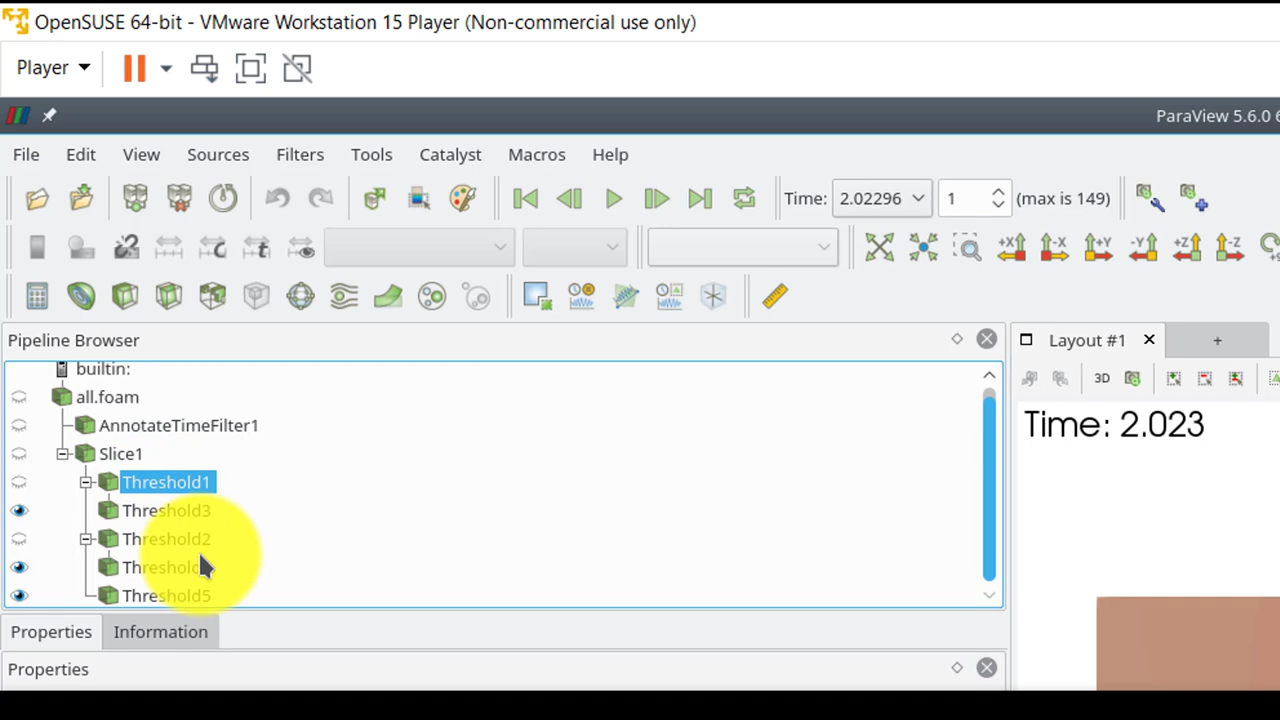 OpenSUSE 64-bit - VMware Workstation 15 Player (Non-commercial use only)
Player
ParaView 5.6.0
File Edit View Sources Filters Tools Catalyst Macros Help
Time: 2.02296 1 (max is 149)
+X -X +Y -Y +Z -Z
Pipeline Browser
Layout #1 +
3D
builtin:
all.foam
Time: 2.023
AnnotateTimeFilter1
Slice1
Threshold1
Threshold3
Threshold2
Threshold5
Properties Information
Properties